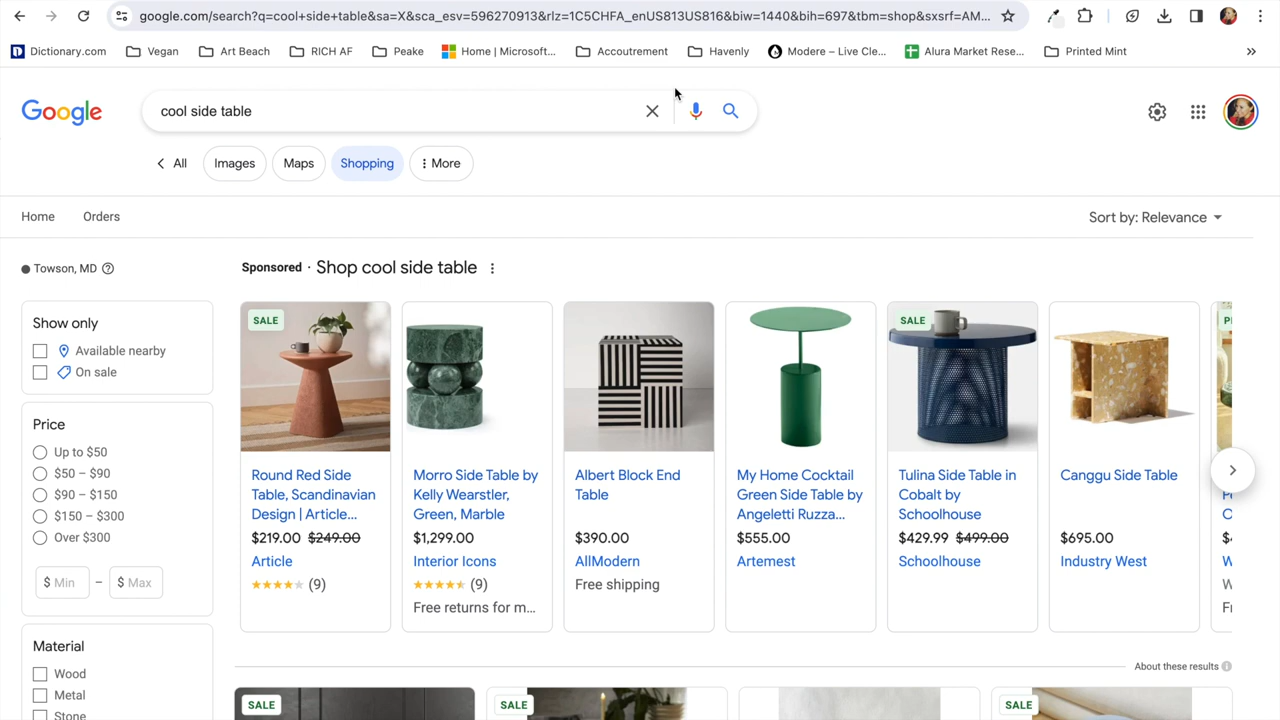 google.com/search?q=cool+side+table&sa=X&sca_esv=596270993&rlz=1C5CHFA_enUS813US816&biw=1440&bih=697&tbm=shop&sxsrf=AM...
Dictionary.com
Vegan
Art Beach
RICH AF
Peake
Home | Microsoft...
Accoutrement
Havenly
Modere – Live Cle...
Alura Market Rese...
Printed Mint
Google
cool side table
All
Images
Maps
Shopping
More
Home
Orders
Sort by: Relevance
Towson, MD
Sponsored · Shop cool side table
Show only
Available nearby
On sale
Price
Up to $50
$50 – $90
$90 – $150
$150 – $300
Over $300
$ Min – $ Max
Material
Wood
Metal
Stone
SALE
Round Red Side
Table, Scandinavian
Design | Article...
$219.00 $249.00
Article
(9)
Morro Side Table by
Kelly Wearstler,
Green, Marble
$1,299.00
Interior Icons
(9)
Free returns for m...
Albert Block End
Table
$390.00
AllModern
Free shipping
My Home Cocktail
Green Side Table by
Angeletti Ruzza...
$555.00
Artemest
SALE
Tulina Side Table in
Cobalt by
Schoolhouse
$429.99 $499.00
Schoolhouse
Canggu Side Table
$695.00
Industry West
About these results
SALE
SALE
SALE